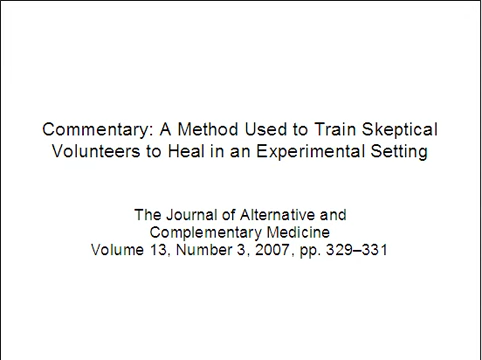 Commentary: A Method Used to Train Skeptical
Volunteers to Heal in an Experimental Setting
The Journal of Alternative and
Complementary Medicine
Volume 13, Number 3, 2007, pp. 329–331